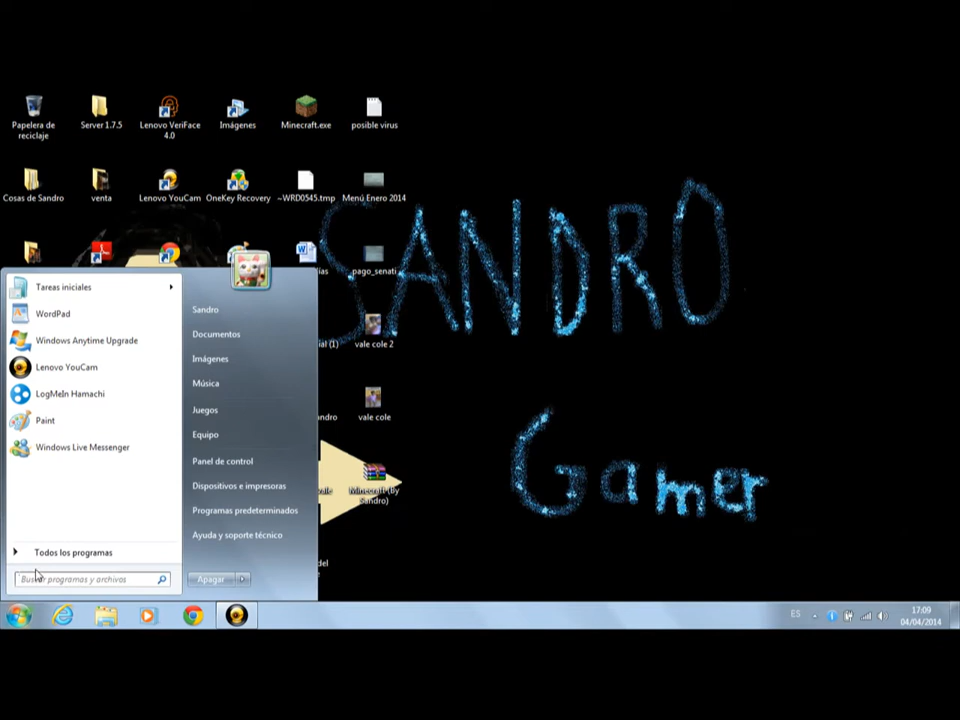 Papelera de
reciclaje
Server 1.7.5
Lenovo VeriFace
4.0
Imágenes
Minecraft.exe
posible virus
Cosas de Sandro
venta
Lenovo YouCam
OneKey Recovery
~WRD0545.tmp
Menú Enero 2014
SANDRO
Gamer
pago_senati
vale cole 2
vale cole
Minecraft (By
Sandro)
Tareas iniciales
WordPad
Windows Anytime Upgrade
Lenovo YouCam
LogMeIn Hamachi
Paint
Windows Live Messenger
Todos los programas
Buscar programas y archivos
Sandro
Documentos
Imágenes
Música
Juegos
Equipo
Panel de control
Dispositivos e impresoras
Programas predeterminados
Ayuda y soporte técnico
Apagar
ES
17:09
04/04/2014